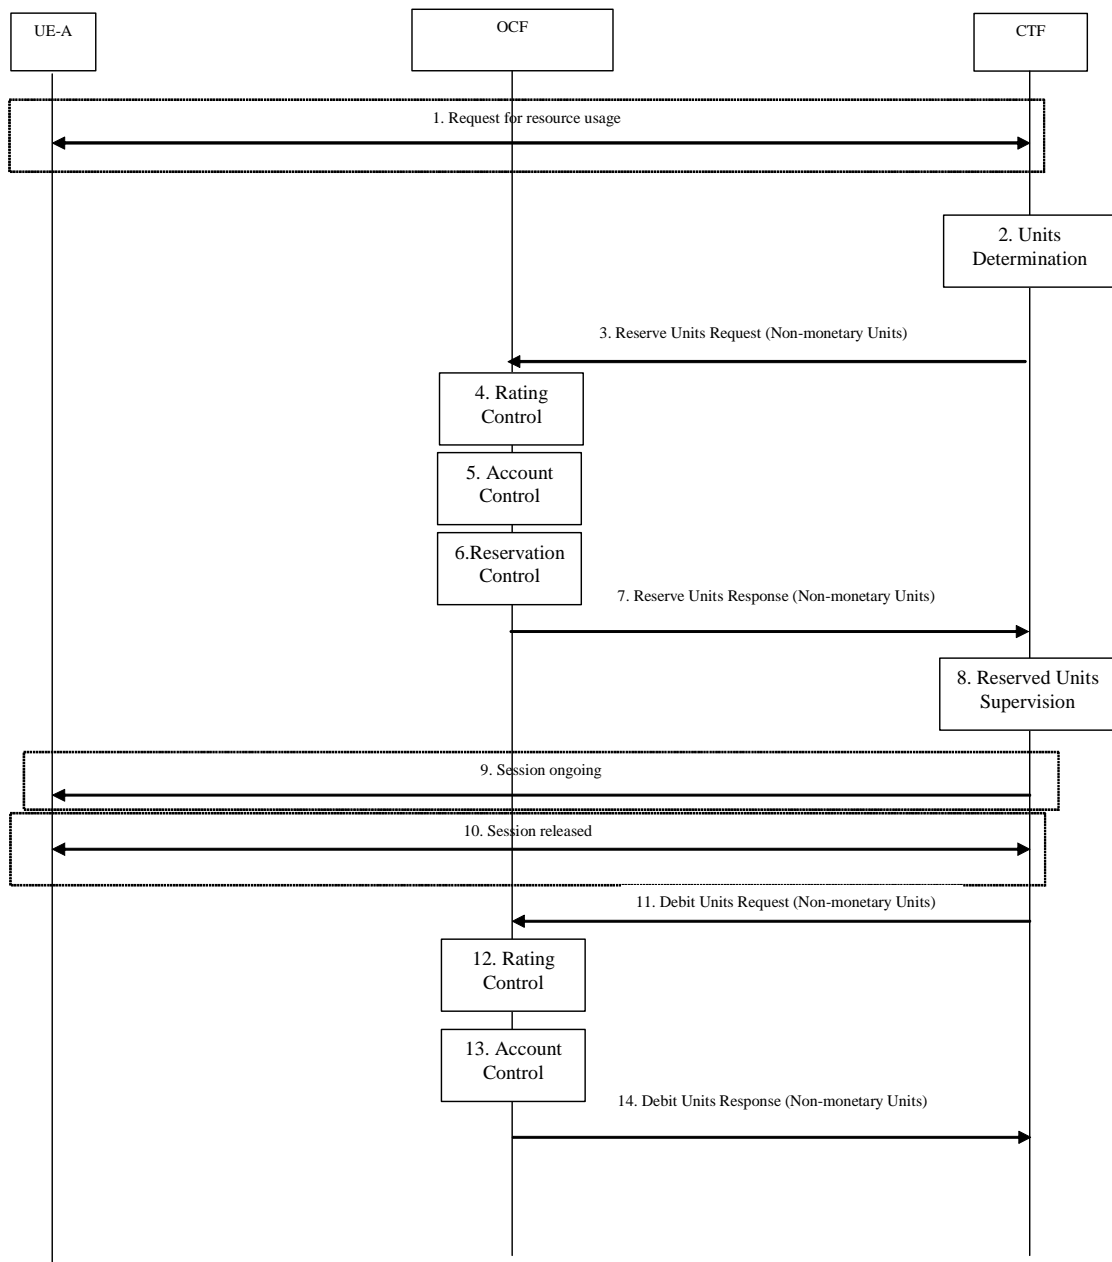 UE-A
OCF
CTF
1. Request for resource usage
2. Units
Determination
3. Reserve Units Request (Non-monetary Units)
4. Rating
Control
5. Account
Control
6.Reservation
Control
7. Reserve Units Response (Non-monetary Units)
8. Reserved Units
Supervision
9. Session ongoing
10. Session released
11. Debit Units Request (Non-monetary Units)
12. Rating
Control
13. Account
Control
14. Debit Units Response (Non-monetary Units)